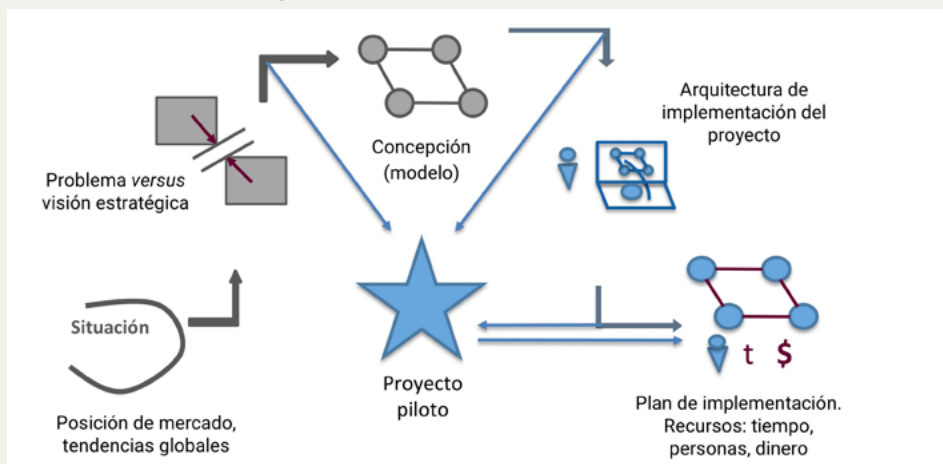 Concepción
(modelo)
Arquitectura de
implementación del
proyecto
Problema versus
visión estratégica
Situación
Posición de mercado,
tendencias globales
Proyecto
piloto
t $
Plan de implementación.
Recursos: tiempo,
personas, dinero